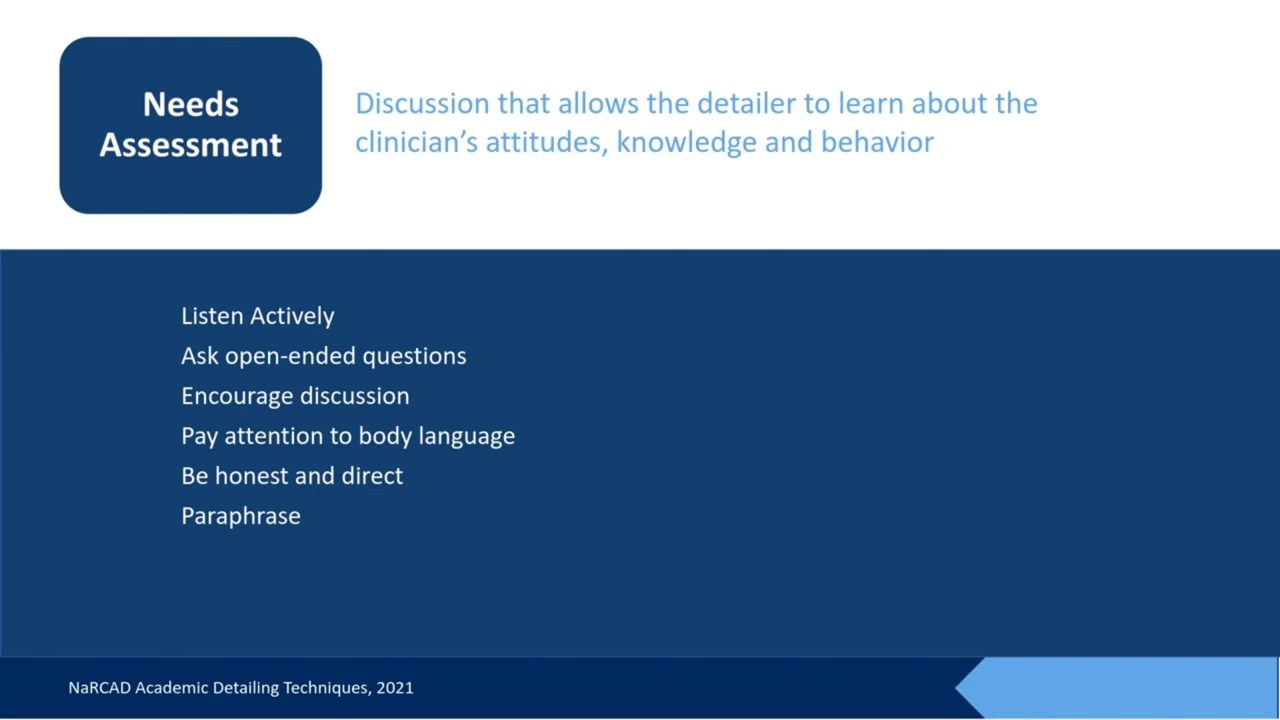 Needs
Assessment
Discussion that allows the detailer to learn about the
clinician’s attitudes, knowledge and behavior
Listen Actively
Ask open-ended questions
Encourage discussion
Pay attention to body language
Be honest and direct
Paraphrase
NaRCAD Academic Detailing Techniques, 2021